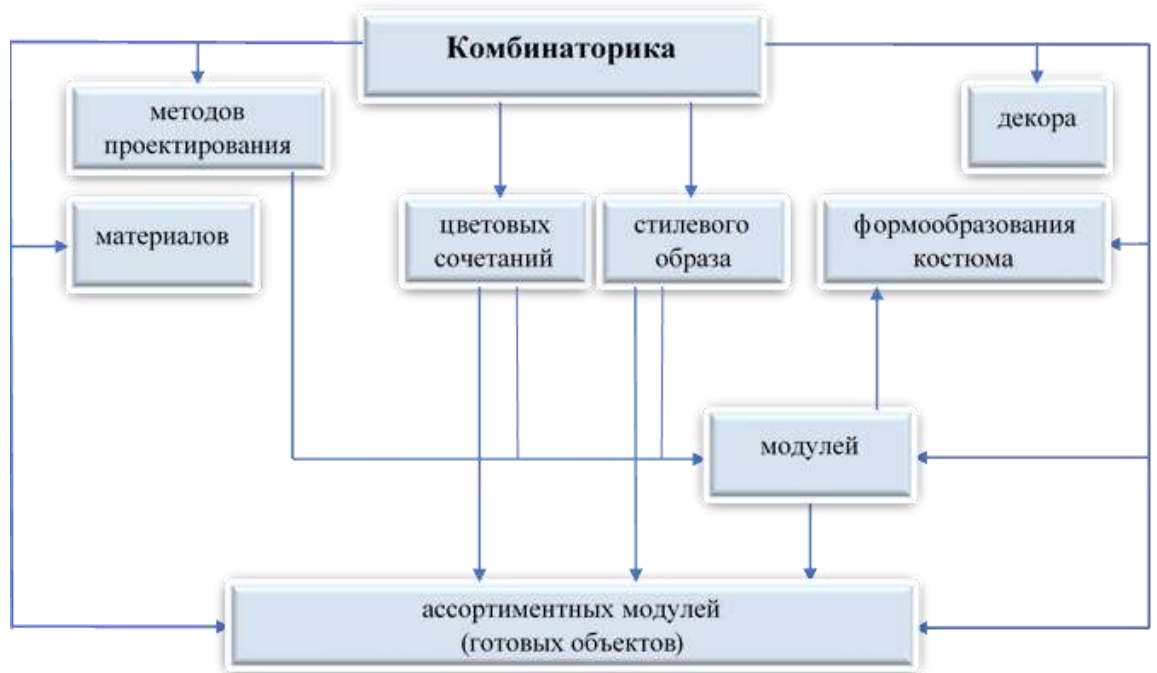 Комбинаторика
методов
проектирования
декора
материалов
цветовых
сочетаний
стилевого
образа
формообразования
костюма
модулей
ассортиментных модулей
(готовых объектов)